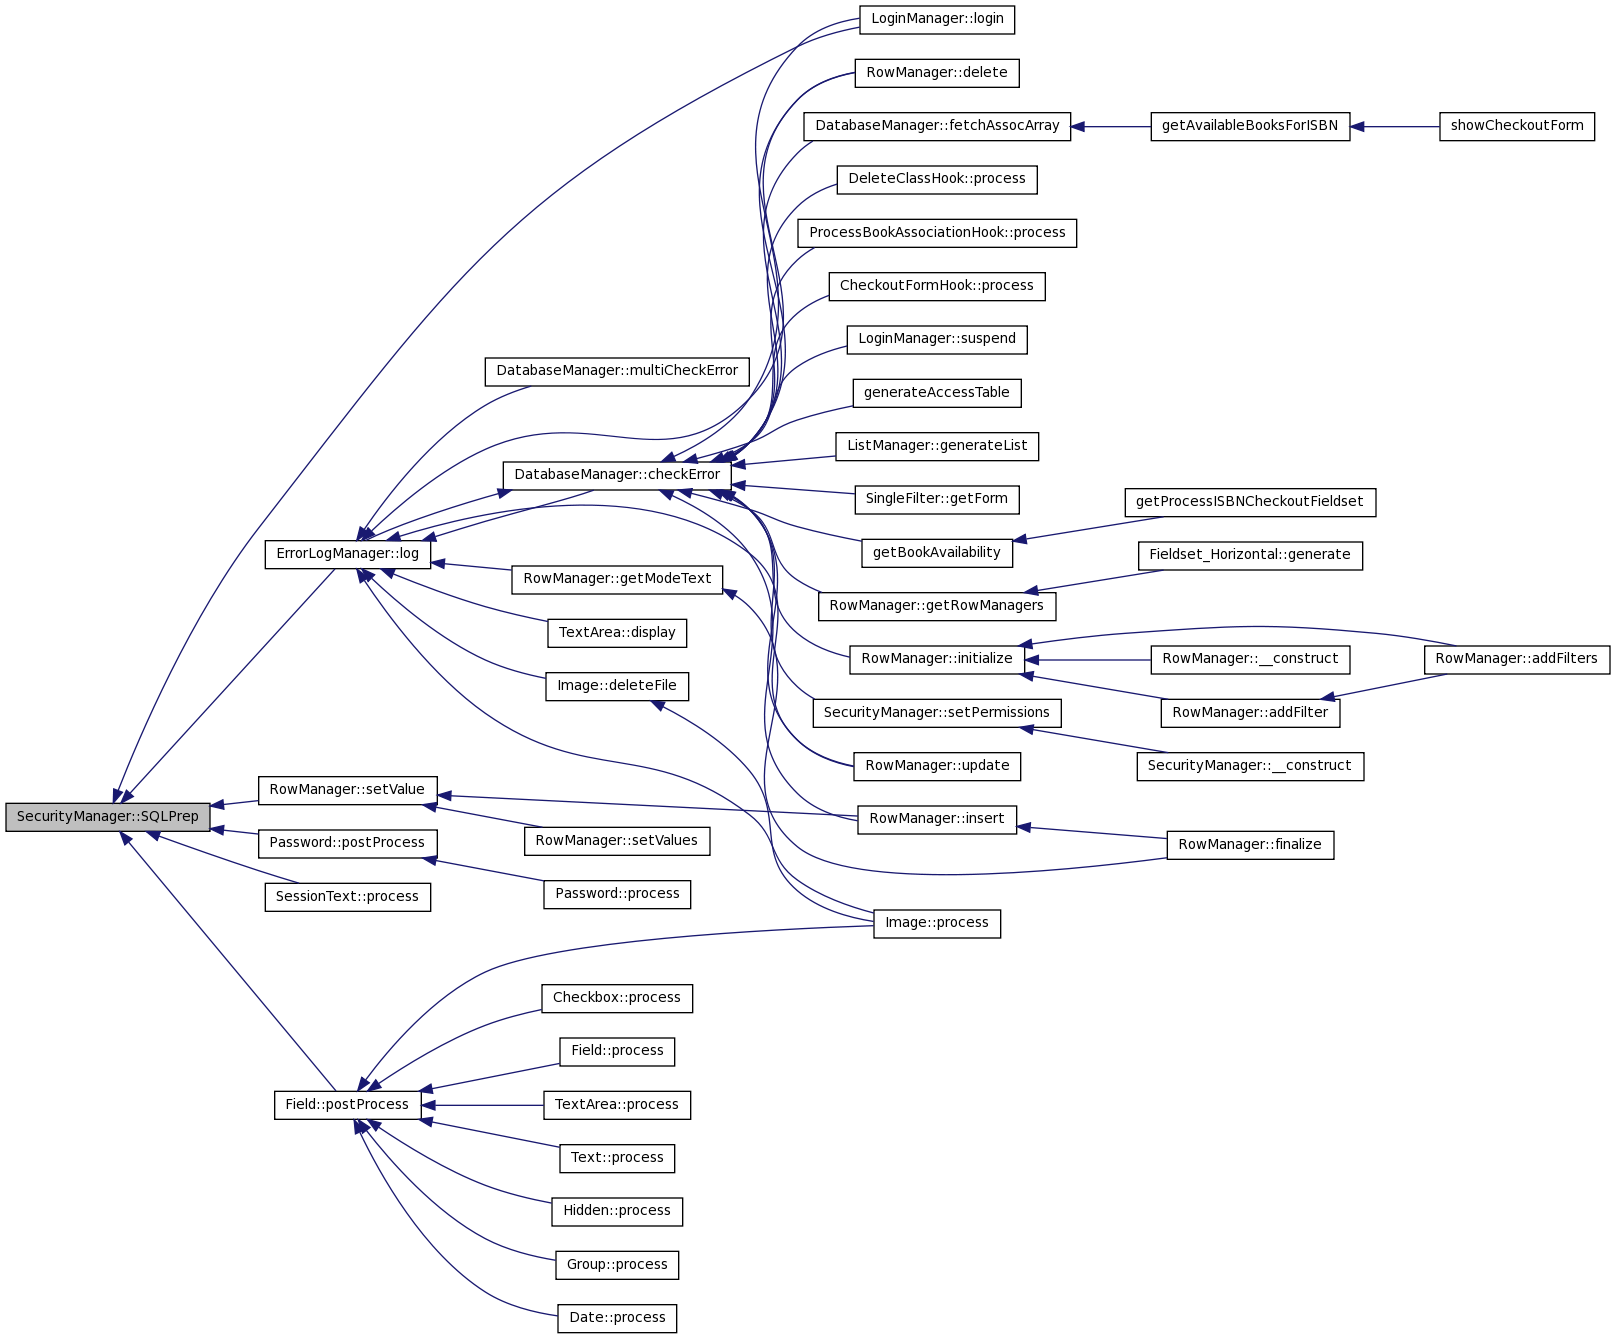 LoginManager::login
RowManager::delete
DatabaseManager::fetchAssocArray
getAvailableBooksForISBN
showCheckoutForm
DeleteClassHook::process
ProcessBookAssociationHook::process
CheckoutFormHook::process
LoginManager::suspend
DatabaseManager::multiCheckError
generateAccessTable
ListManager::generateList
DatabaseManager::checkError
SingleFilter::getForm
getProcessISBNCheckoutFieldset
ErrorLogManager::log
getBookAvailability
Fieldset_Horizontal::generate
RowManager::getModeText
RowManager::getRowManagers
TextArea::display
RowManager::initialize
RowManager::__construct
RowManager::addFilters
Image::deleteFile
SecurityManager::setPermissions
RowManager::addFilter
RowManager::update
SecurityManager::__construct
RowManager::setValue
SecurityManager::SQLPrep
RowManager::insert
Password::postProcess
RowManager::setValues
RowManager::finalize
SessionText::process
Password::process
Image::process
Checkbox::process
Field::process
Field::postProcess
TextArea::process
Text::process
Hidden::process
Group::process
Date::process